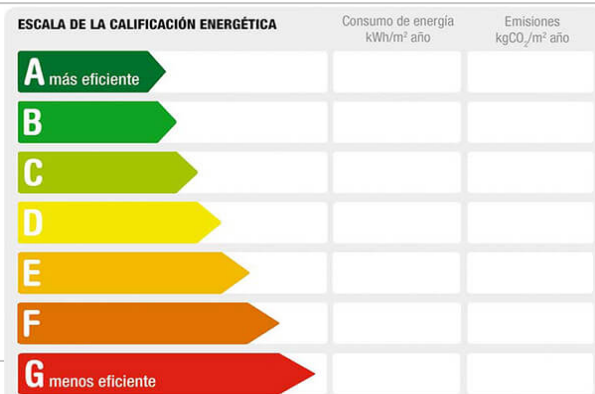 ESCALA DE LA CALIFICACIÓN ENERGÉTICA
Consumo de energía
kWh/m² año
Emisiones
kgCO₂/m² año
A más eficiente
B
C
D
E
F
G menos eficiente